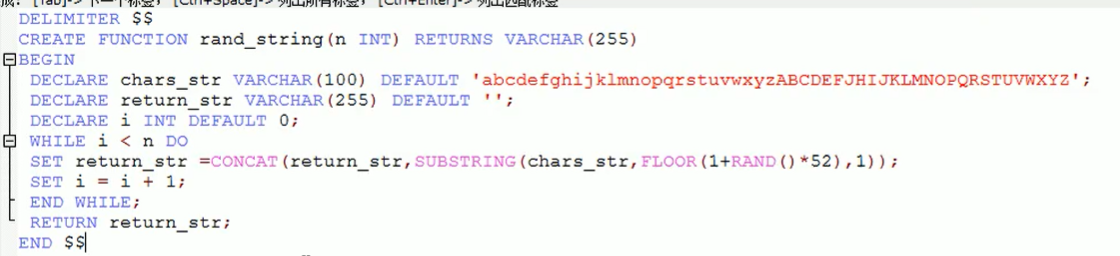 [Tab]-> 下一个标签, [Ctrl+Space]-> 列出所有标签, [Ctrl+Enter]-> 列出匹配标签
DELIMITER $$
CREATE FUNCTION rand_string(n INT) RETURNS VARCHAR(255)
BEGIN
DECLARE chars_str VARCHAR(100) DEFAULT 'abcdefghijklmnopqrstuvwxyzABCDEFJHIJKLMNOPQRSTUVWXYZ';
DECLARE return_str VARCHAR(255) DEFAULT '';
DECLARE i INT DEFAULT 0;
WHILE i < n DO
SET return_str =CONCAT(return_str,SUBSTRING(chars_str,FLOOR(1+RAND()*52),1));
SET i = i + 1;
END WHILE;
RETURN return_str;
END $$